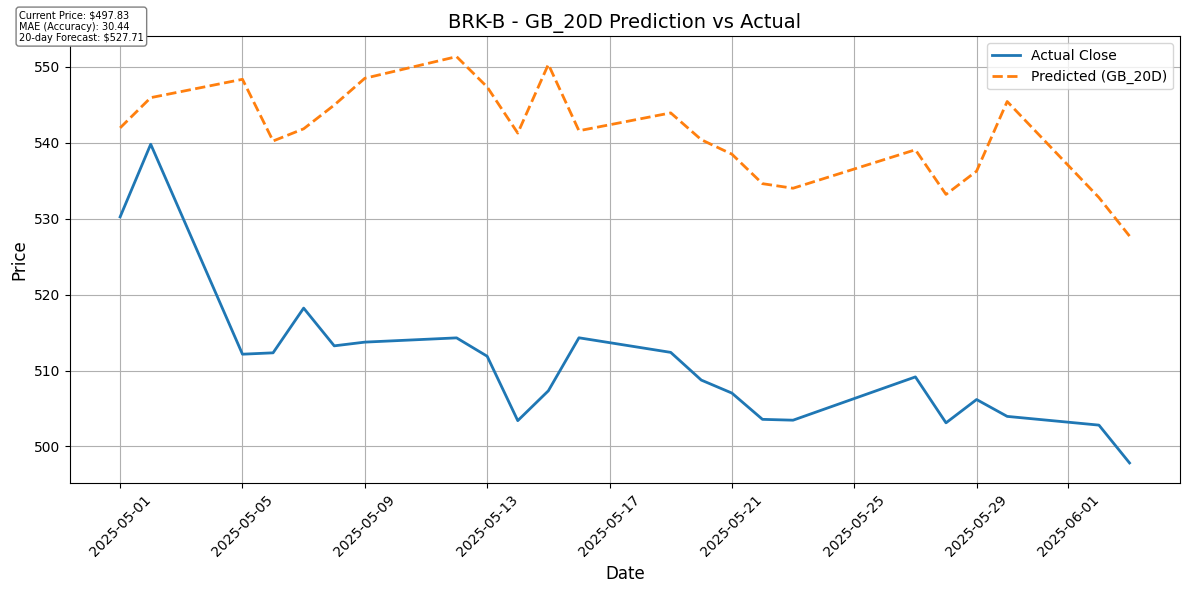 Current Price: $497.83
MAE (Accuracy): 30.44
20-day Forecast: $527.71
BRK-B - GB_20D Prediction vs Actual
Actual Close
Predicted (GB_20D)
Price
550
540
530
520
510
500
2025-05-01
2025-05-05
2025-05-09
2025-05-13
2025-05-17
2025-05-21
2025-05-25
2025-05-29
2025-06-01
Date